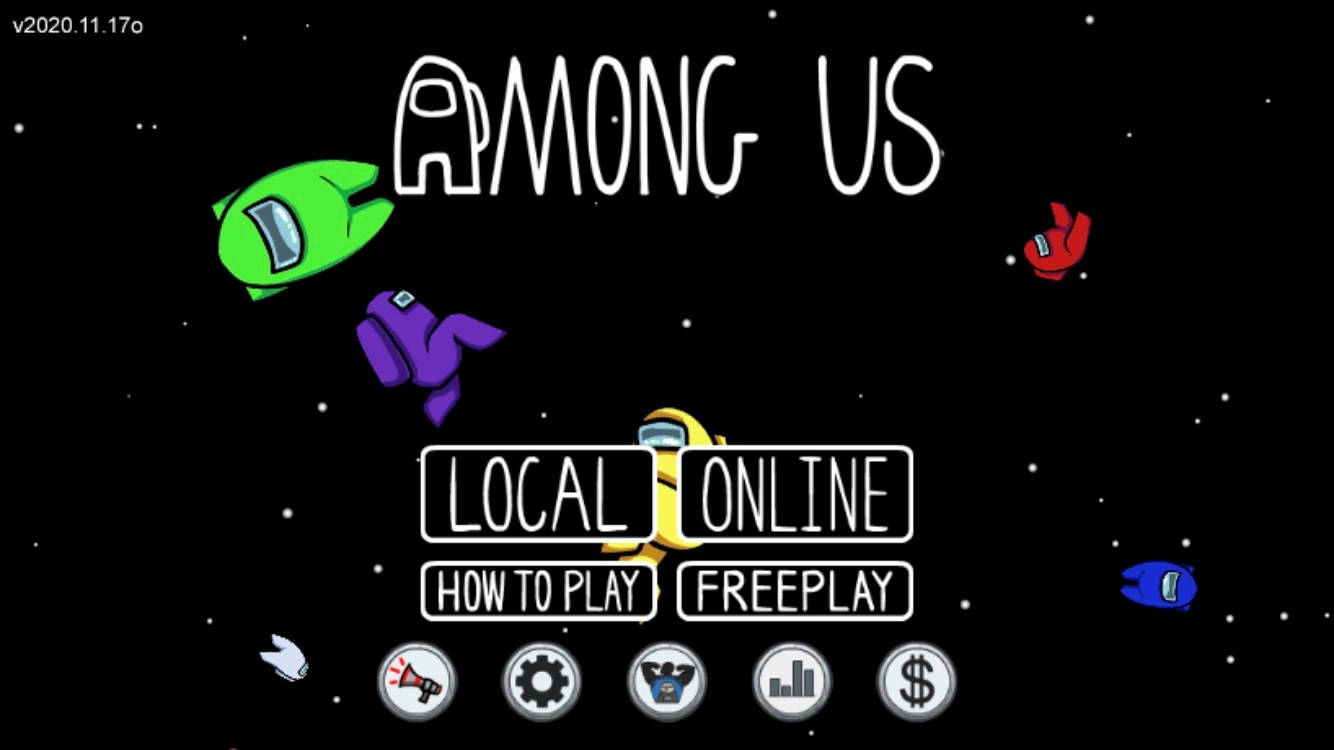 v2020.11.17o
AMONG US
LOCAL
ONLINE
HOW TO PLAY
FREEPLAY
$